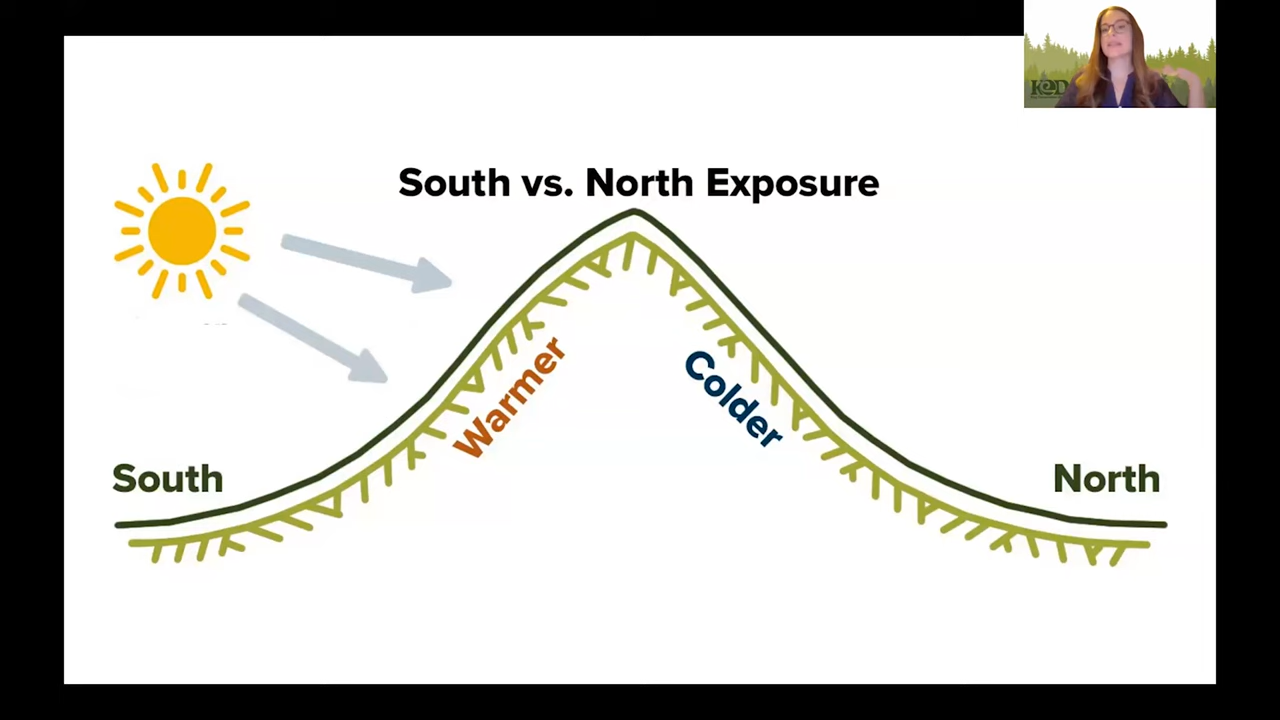 South vs. North Exposure
Warmer
Colder
South
North